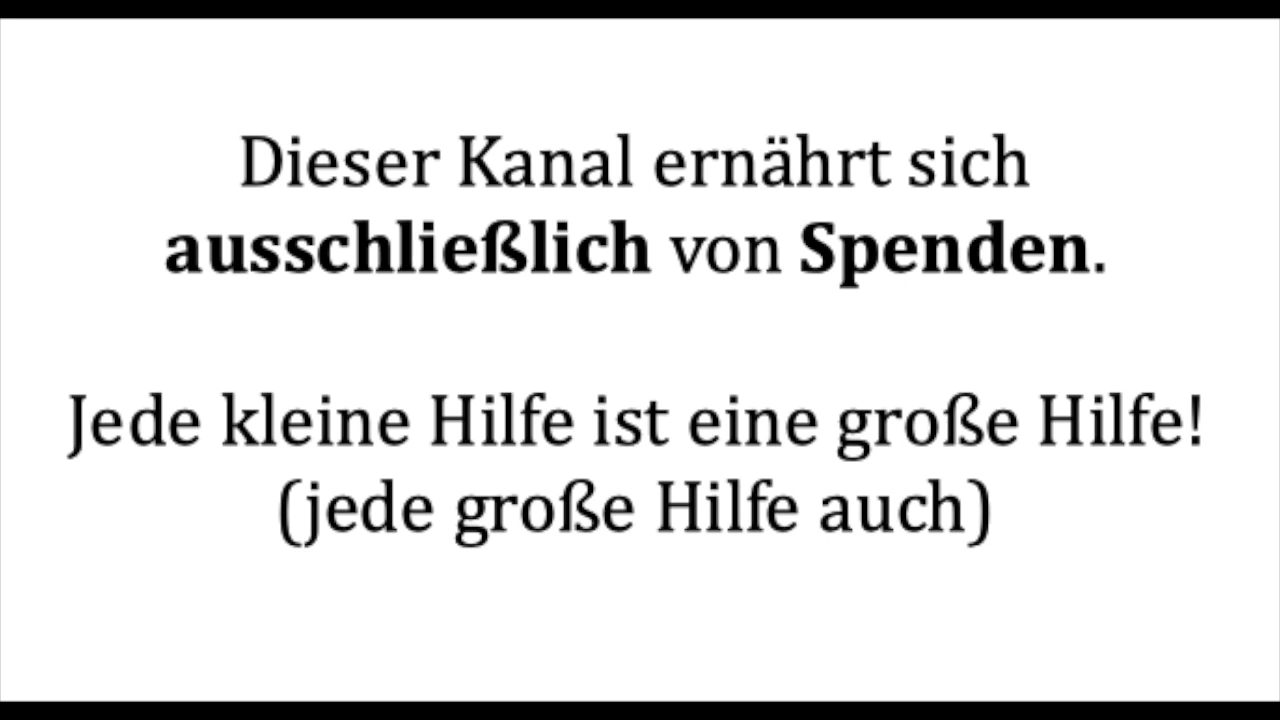 Dieser Kanal ernährt sich
ausschließlich von Spenden.
Jede kleine Hilfe ist eine große Hilfe!
(jede große Hilfe auch)